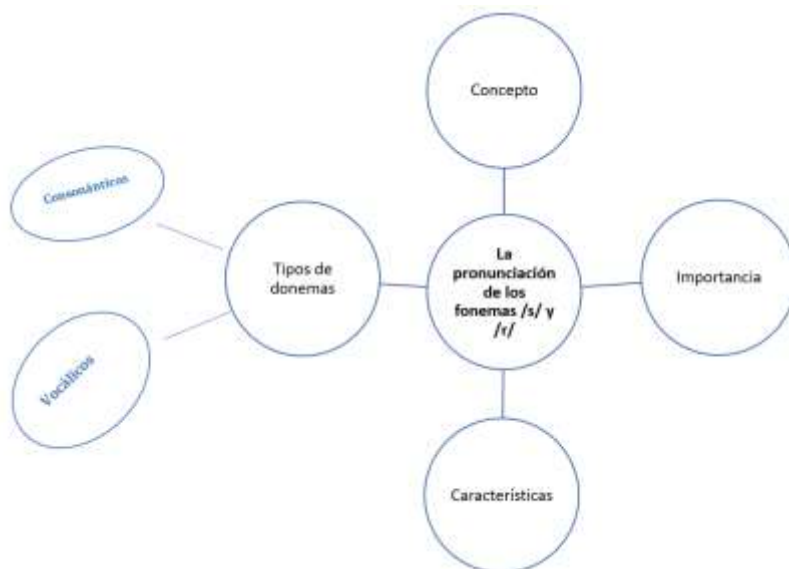 Concepto
Consonánticos
Tipos de
donemas
La
pronunciación
de los
fonemas /s/ y
/r/
Importancia
Vocálicos
Características